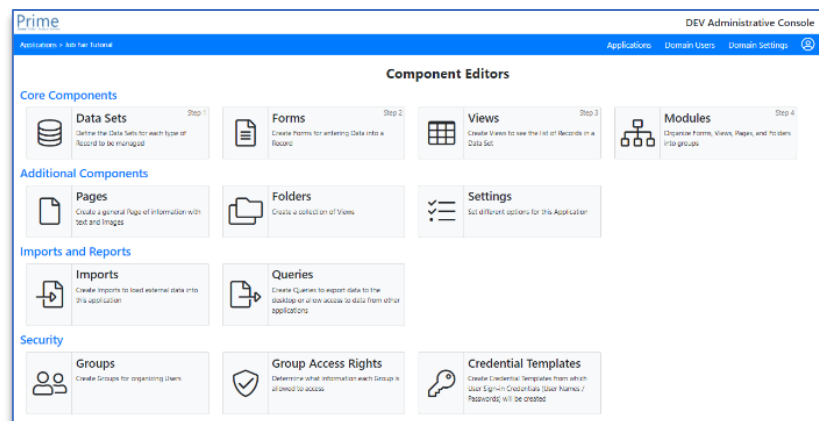 Prime
DEV Administrative Console
Applications > Job Fair Tutorial
Applications Domain Users Domain Settings
Component Editors
Core Components
Data Sets
Step 1
Define the Data Sets for each type of
Record to be managed
Forms
Step 2
Create Forms for entering Data into a
Record
Views
Step 3
Create Views to see the list of Records in a
Data Set
Modules
Step 4
Organize Forms, Views, Pages, and Folders
into groups
Additional Components
Pages
Create a general Page of information with
text and images
Folders
Create a collection of Views
Settings
Set different options for this Application
Imports and Reports
Imports
Create Imports to load external data into
this application
Queries
Create Queries to export data to the
desktop or allow access to data from other
applications
Security
Groups
Create Groups for organizing Users
Group Access Rights
Determine what information each Group is
allowed to access
Credential Templates
Create Credential Templates from which
User Sign-in Credentials (User Names /
Passwords) will be created